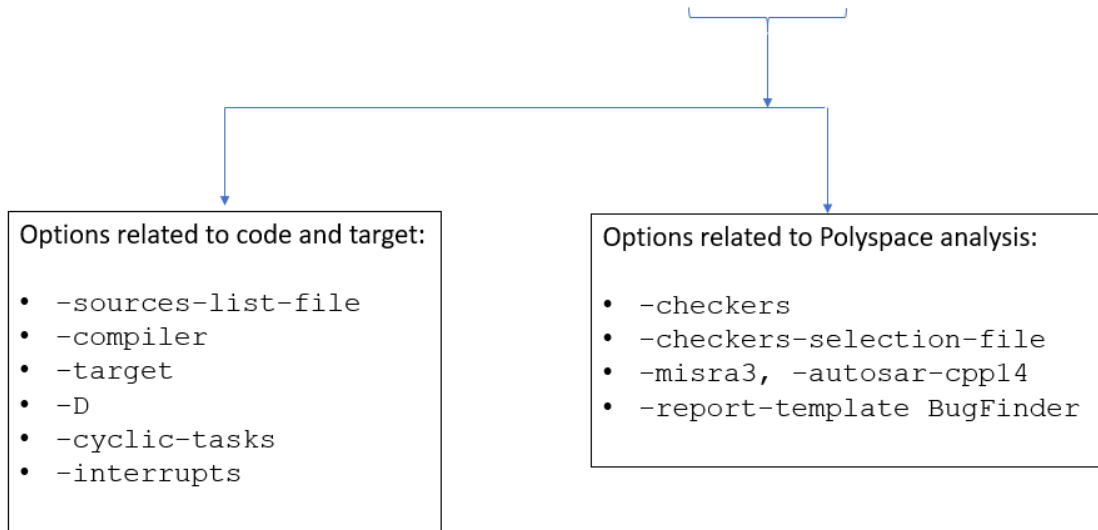 Options related to code and target:
• -sources-list-file
• -compiler
• -target
• -D
• -cyclic-tasks
• -interrupts
Options related to Polyspace analysis:
• -checkers
• -checkers-selection-file
• -misra3, -autosar-cpp14
• -report-template BugFinder